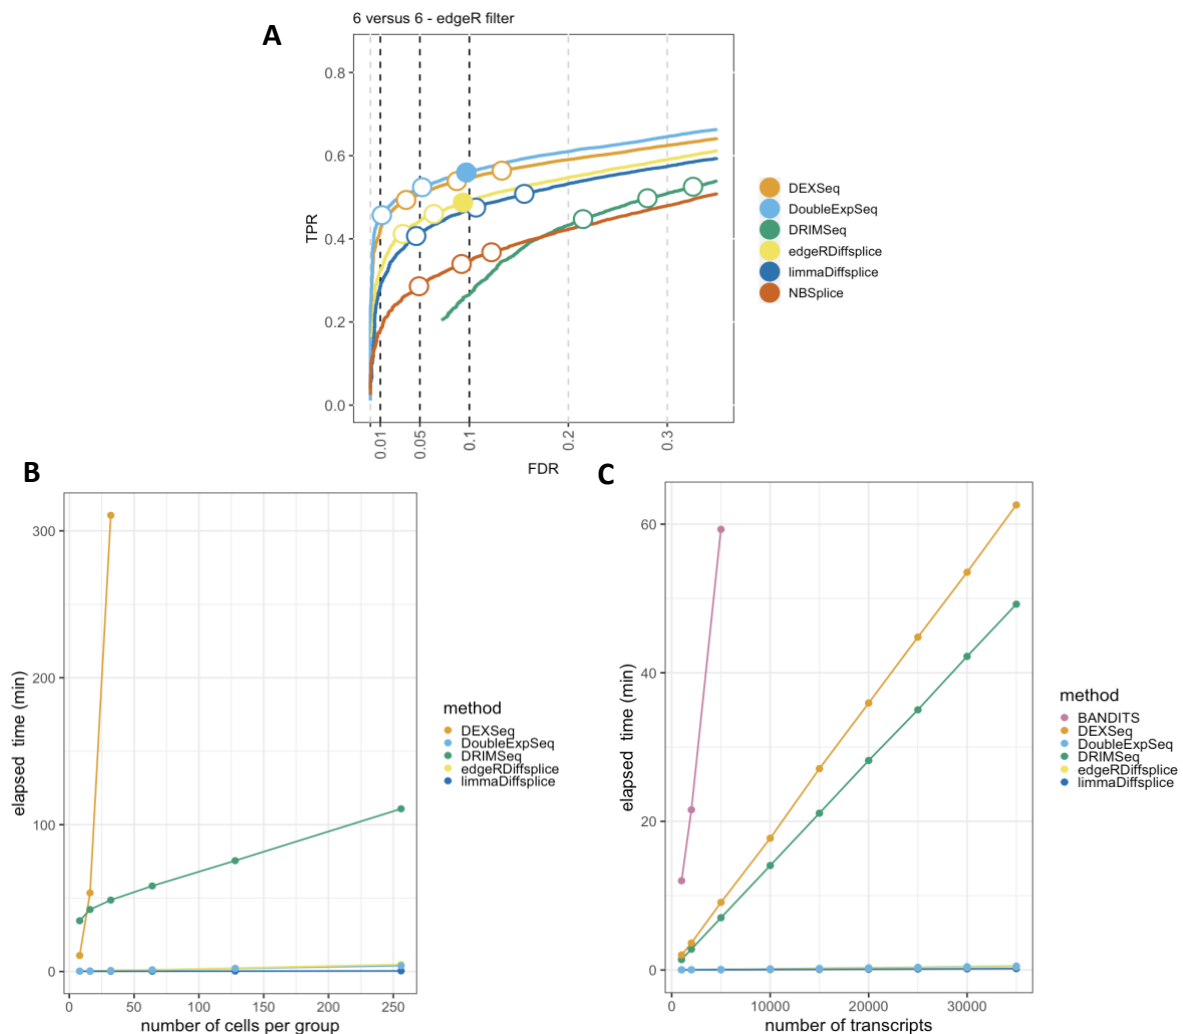 6 versus 6 - edgeR filter
A
TPR
0.8
0.6
0.4
0.2
0.0
0.01
0.05
0.1
0.2
0.3
FDR
DEXSeq
DoubleExpSeq
DRIMSeq
edgeRDiffsplice
limmaDiffsplice
NBSplice
B
elapsed time (min)
300
200
100
0
0 50 100 150 200 250
number of cells per group
method
DEXSeq
DoubleExpSeq
DRIMSeq
edgeRDiffsplice
limmaDiffsplice
C
elapsed time (min)
60
40
20
0
0 10000 20000 30000
number of transcripts
method
BANDITS
DEXSeq
DoubleExpSeq
DRIMSeq
edgeRDiffsplice
limmaDiffsplice